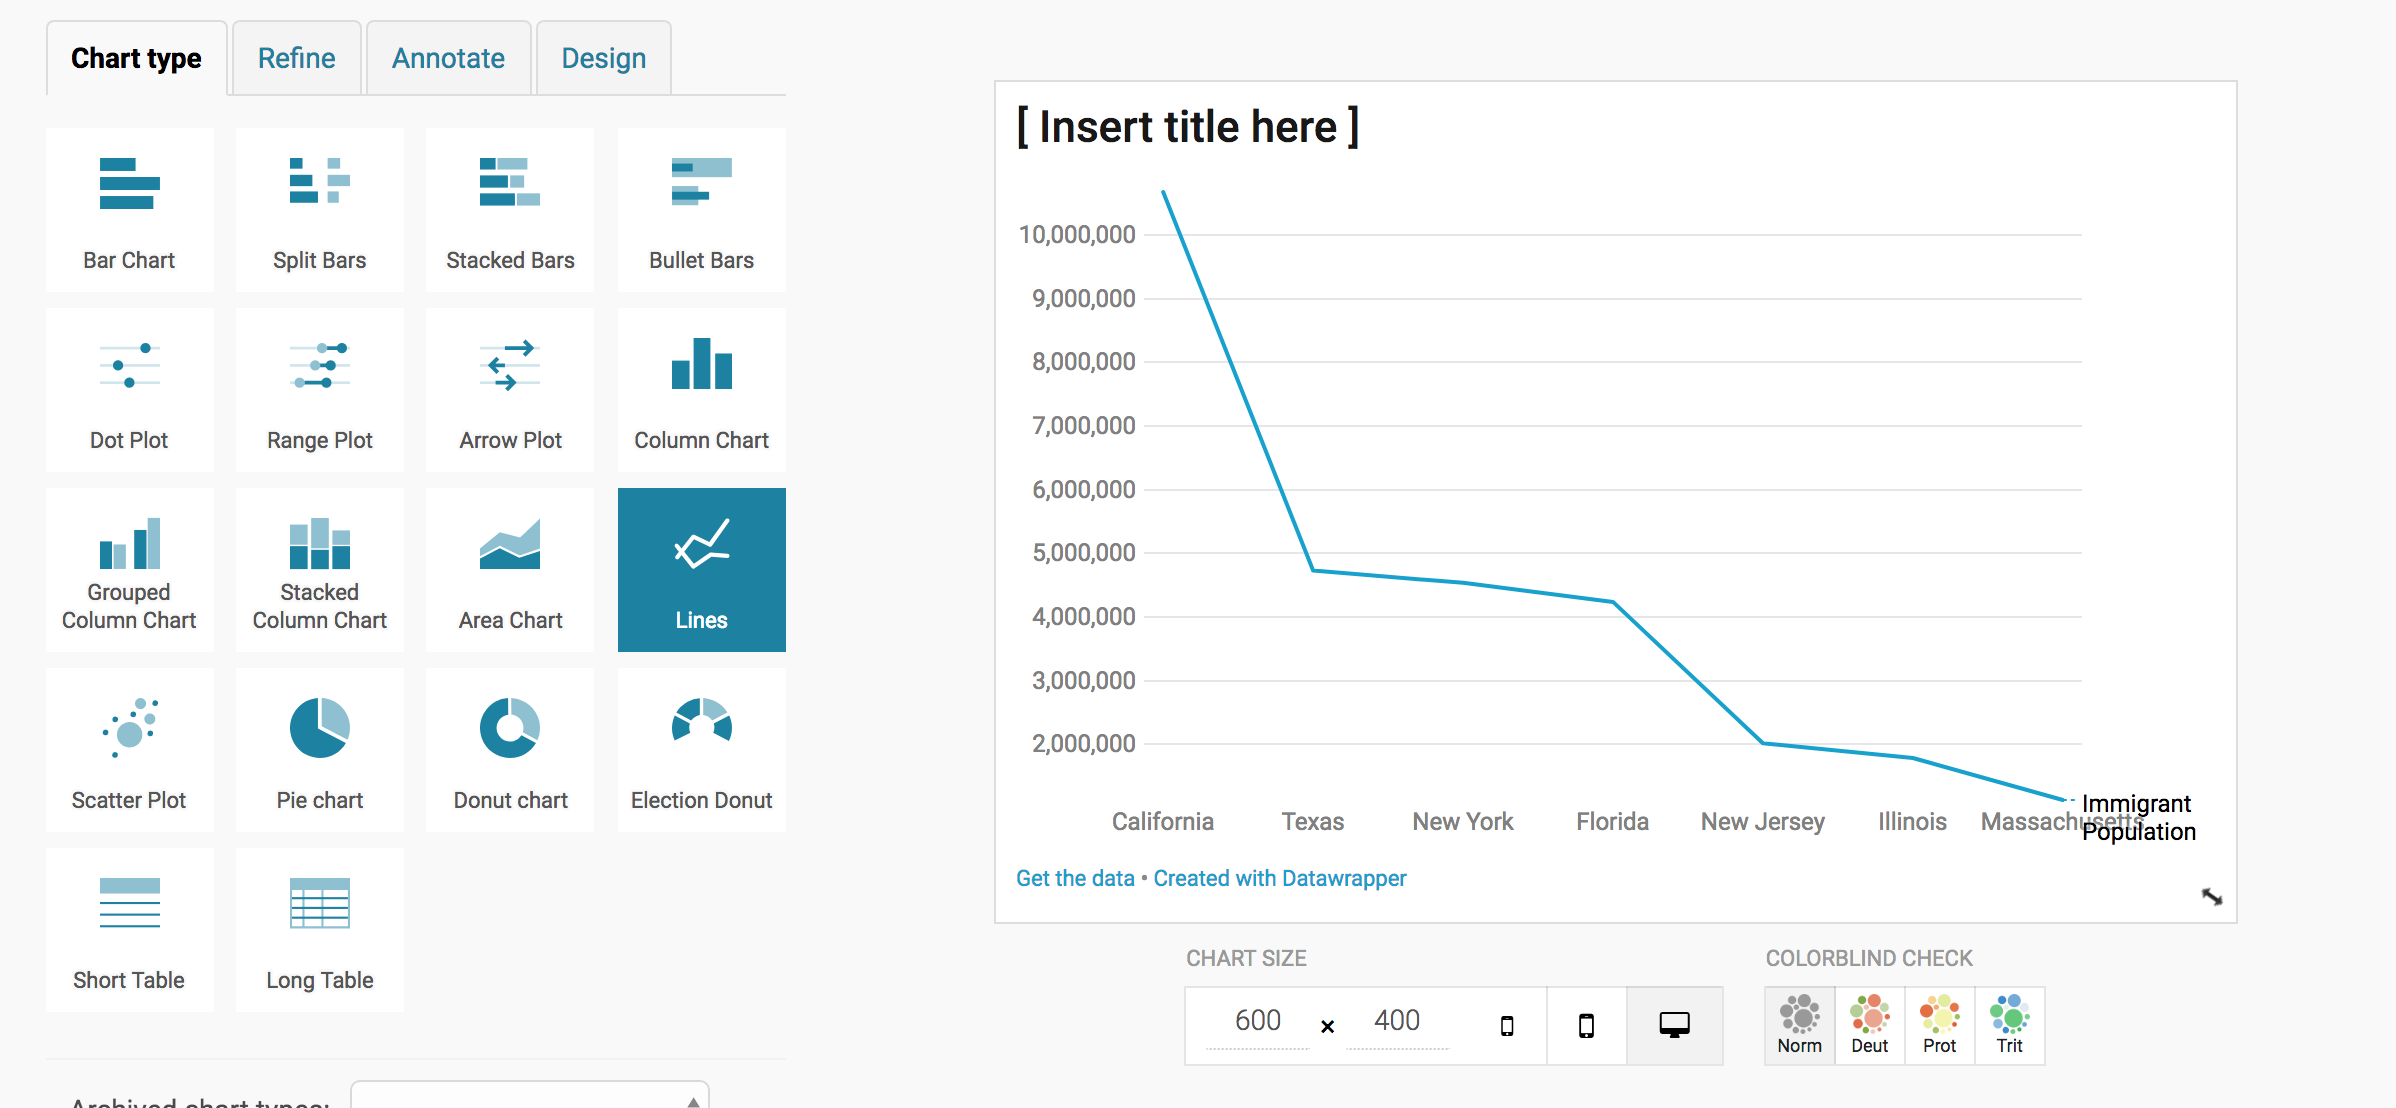 Chart type Refine Annotate Design
Bar Chart Split Bars Stacked Bars Bullet Bars
Dot Plot Range Plot Arrow Plot Column Chart
Grouped Column Chart Stacked Column Chart Area Chart Lines
Scatter Plot Pie chart Donut chart Election Donut
Short Table Long Table
Archived chart types:
[ Insert title here ]
10,000,000
9,000,000
8,000,000
7,000,000
6,000,000
5,000,000
4,000,000
3,000,000
2,000,000
California Texas New York Florida New Jersey Illinois Massachusetts
Immigrant
Population
Get the data • Created with Datawrapper
CHART SIZE
600 × 400
COLORBLIND CHECK
Norm Deut Prot Trit